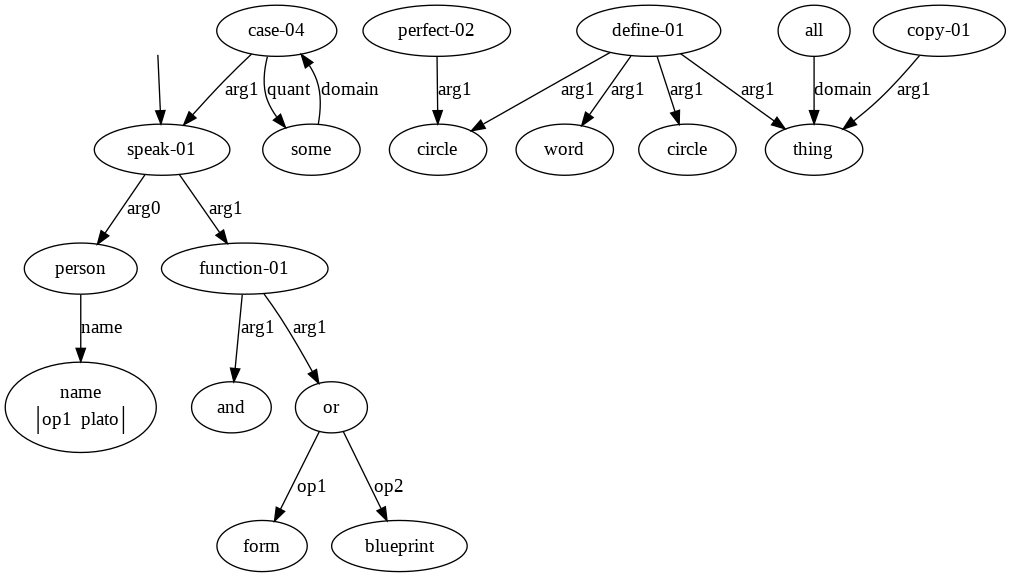 case-04
perfect-02
define-01
all
copy-01
arg1
quant
domain
arg1
arg1
arg1
arg1
arg1
domain
arg1
speak-01
some
circle
word
circle
thing
arg0
arg1
person
function-01
name
arg1
arg1
name
op1 plato
and
or
op1
op2
form
blueprint